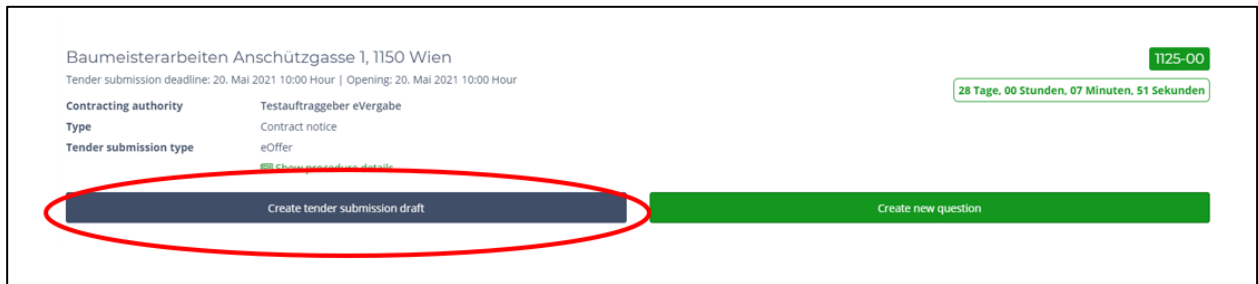 Baumeisterarbeiten Anschützgasse 1, 1150 Wien
1125-00
Tender submission deadline: 20. Mai 2021 10:00 Hour | Opening: 20. Mai 2021 10:00 Hour
28 Tage, 00 Stunden, 07 Minuten, 51 Sekunden
Contracting authority Testauftraggeber eVergabe
Type Contract notice
Tender submission type eOffer
Show procedure details
Create tender submission draft
Create new question